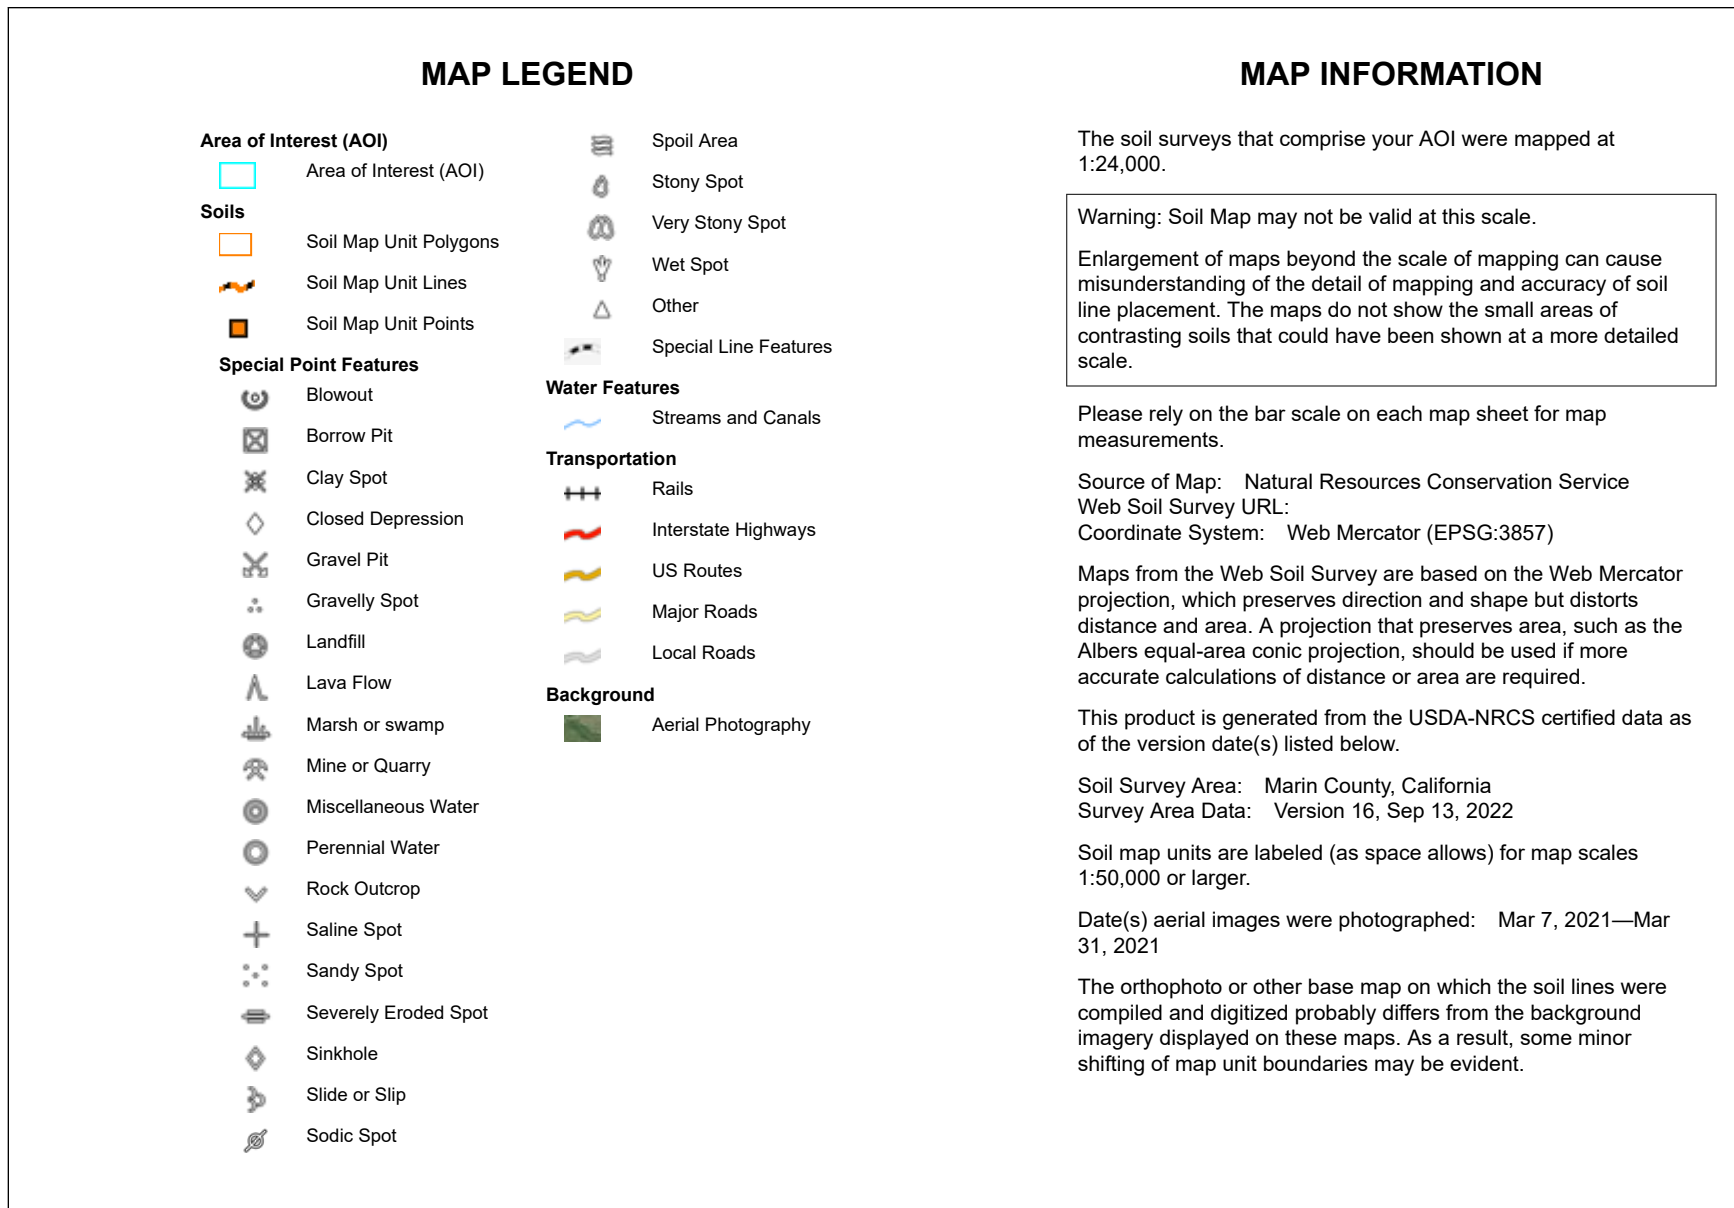 MAP LEGEND
Area of Interest (AOI)
Area of Interest (AOI)
Soils
Soil Map Unit Polygons
Soil Map Unit Lines
Soil Map Unit Points
Special Point Features
Blowout
Borrow Pit
Clay Spot
Closed Depression
Gravel Pit
Gravelly Spot
Landfill
Lava Flow
Marsh or swamp
Mine or Quarry
Miscellaneous Water
Perennial Water
Rock Outcrop
Saline Spot
Sandy Spot
Severely Eroded Spot
Sinkhole
Slide or Slip
Sodic Spot
Spoil Area
Stony Spot
Very Stony Spot
Wet Spot
Other
Special Line Features
Water Features
Streams and Canals
Transportation
Rails
Interstate Highways
US Routes
Major Roads
Local Roads
Background
Aerial Photography
MAP INFORMATION
The soil surveys that comprise your AOI were mapped at
1:24,000.
Warning: Soil Map may not be valid at this scale.
Enlargement of maps beyond the scale of mapping can cause
misunderstanding of the detail of mapping and accuracy of soil
line placement. The maps do not show the small areas of
contrasting soils that could have been shown at a more detailed
scale.
Please rely on the bar scale on each map sheet for map
measurements.
Source of Map: Natural Resources Conservation Service
Web Soil Survey URL:
Coordinate System: Web Mercator (EPSG:3857)
Maps from the Web Soil Survey are based on the Web Mercator
projection, which preserves direction and shape but distorts
distance and area. A projection that preserves area, such as the
Albers equal-area conic projection, should be used if more
accurate calculations of distance or area are required.
This product is generated from the USDA-NRCS certified data as
of the version date(s) listed below.
Soil Survey Area: Marin County, California
Survey Area Data: Version 16, Sep 13, 2022
Soil map units are labeled (as space allows) for map scales
1:50,000 or larger.
Date(s) aerial images were photographed: Mar 7, 2021—Mar
31, 2021
The orthophoto or other base map on which the soil lines were
compiled and digitized probably differs from the background
imagery displayed on these maps. As a result, some minor
shifting of map unit boundaries may be evident.